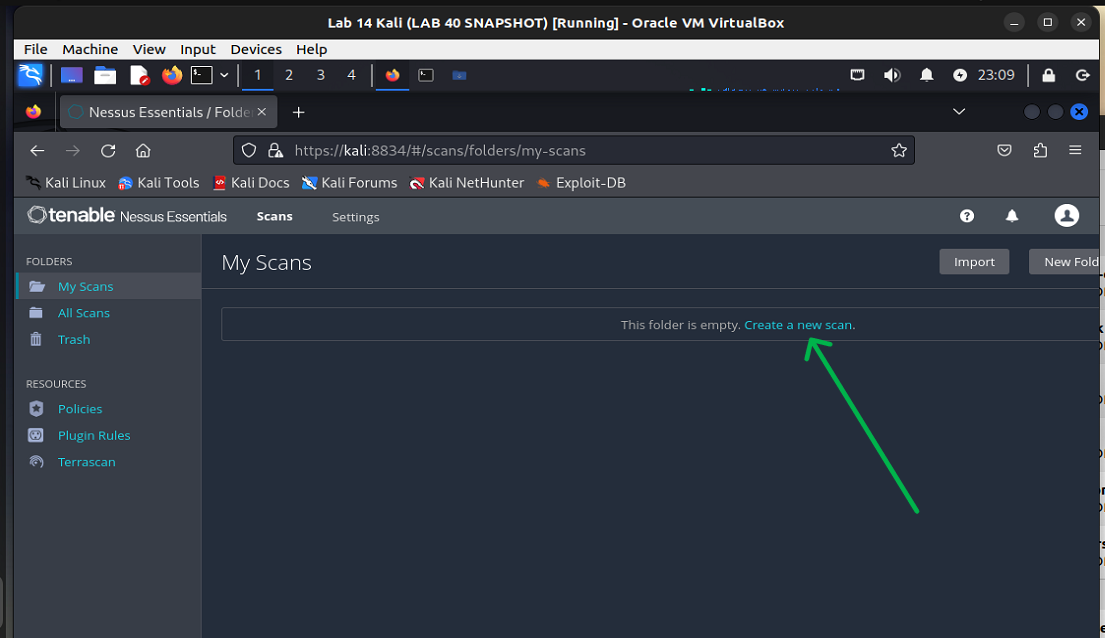 Lab 14 Kali (LAB 40 SNAPSHOT) [Running] - Oracle VM VirtualBox
File Machine View Input Devices Help
1 2 3 4 23:09
Nessus Essentials / Folde
https://kali:8834/#/scans/folders/my-scans
Kali Linux Kali Tools Kali Docs Kali Forums Kali NetHunter Exploit-DB
tenable Nessus Essentials Scans Settings
FOLDERS
My Scans
All Scans
Trash
RESOURCES
Policies
Plugin Rules
Terrascan
My Scans Import New Fold
This folder is empty. Create a new scan.